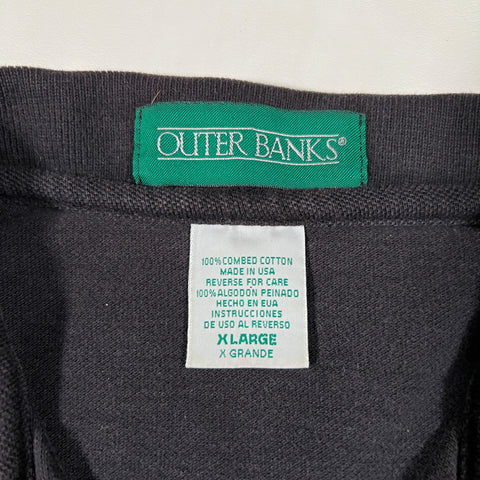 OUTER BANKS®
100% COMBED COTTON
MADE IN USA
REVERSE FOR CARE
100% ALGODÓN PEINADO
HECHO EN EUA
INSTRUCCIONES
DE USO AL REVERSO
XLARGE
X GRANDE